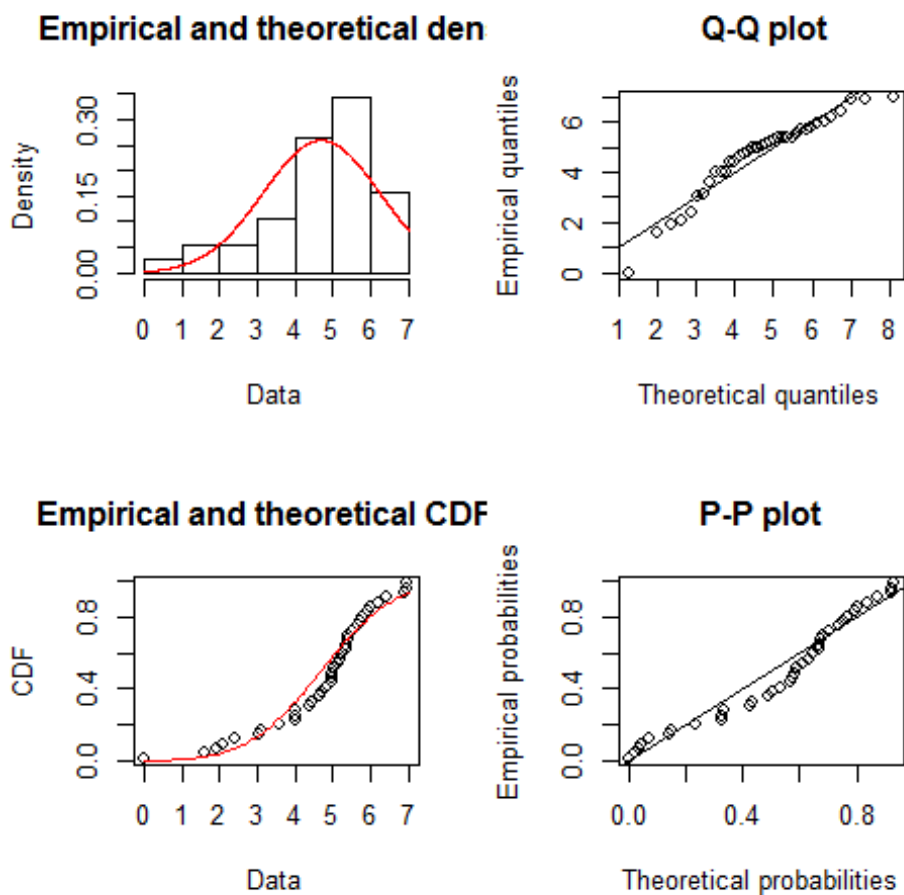 Empirical and theoretical den
Density
0.00 0.15 0.30
0 1 2 3 4 5 6 7
Data
Q-Q plot
Empirical quantiles
0 2 4 6
1 2 3 4 5 6 7 8
Theoretical quantiles
Empirical and theoretical CDF
CDF
0.0 0.4 0.8
0 1 2 3 4 5 6 7
Data
P-P plot
Empirical probabilities
0.0 0.4 0.8
0.0 0.4 0.8
Theoretical probabilities